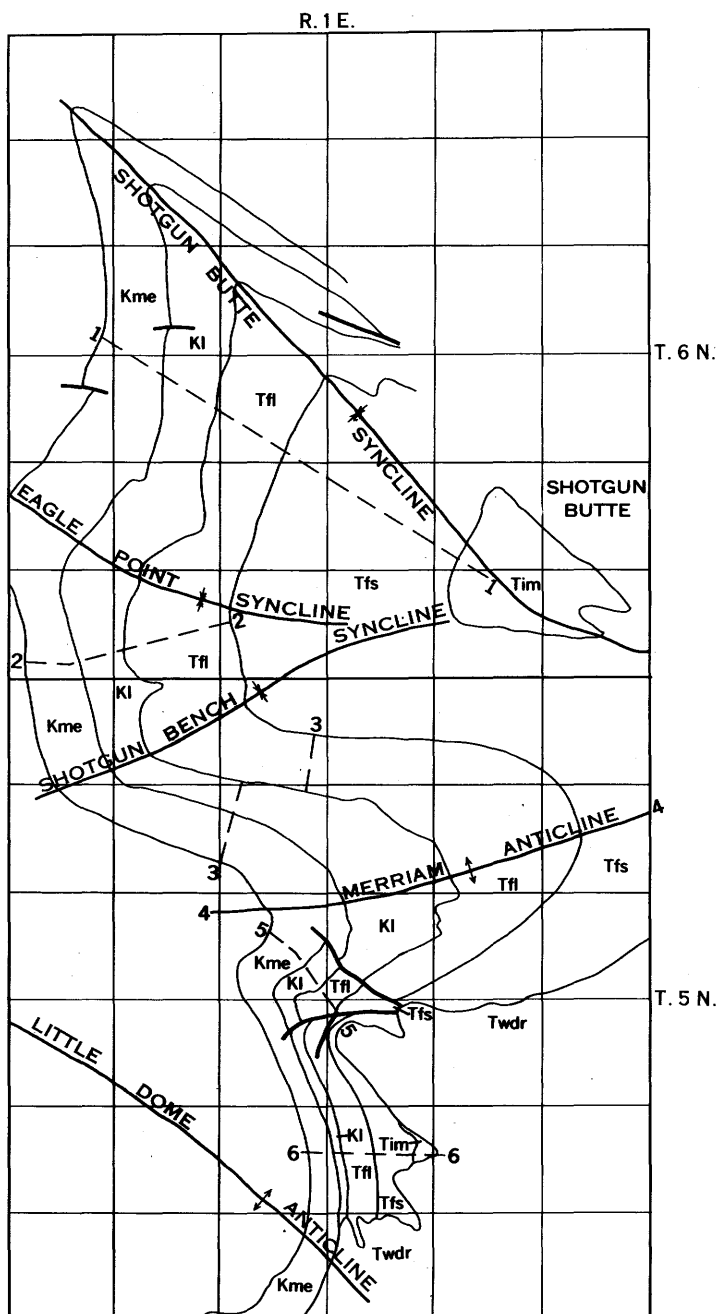 R. 1 E.
SHOTGUN BUTTE SYNCLINE
Kme
1
Kl
T. 6 N.
Tfl
SHOTGUN
BUTTE
EAGLE POINT SYNCLINE
Tfs
1
Tim
2
2
Tfl
SHOTGUN BENCH SYNCLINE
Kl
Kme
3
3
4
MERRIAM ANTICLINE
Tfs
Tfl
4
Kl
5
Kme
Kl
Tfl
T. 5 N.
Tfs
Twdr
5
LITTLE DOME ANTICLINE
Kl
Tim
6
6
Tfl
Tfs
Twdr
Kme